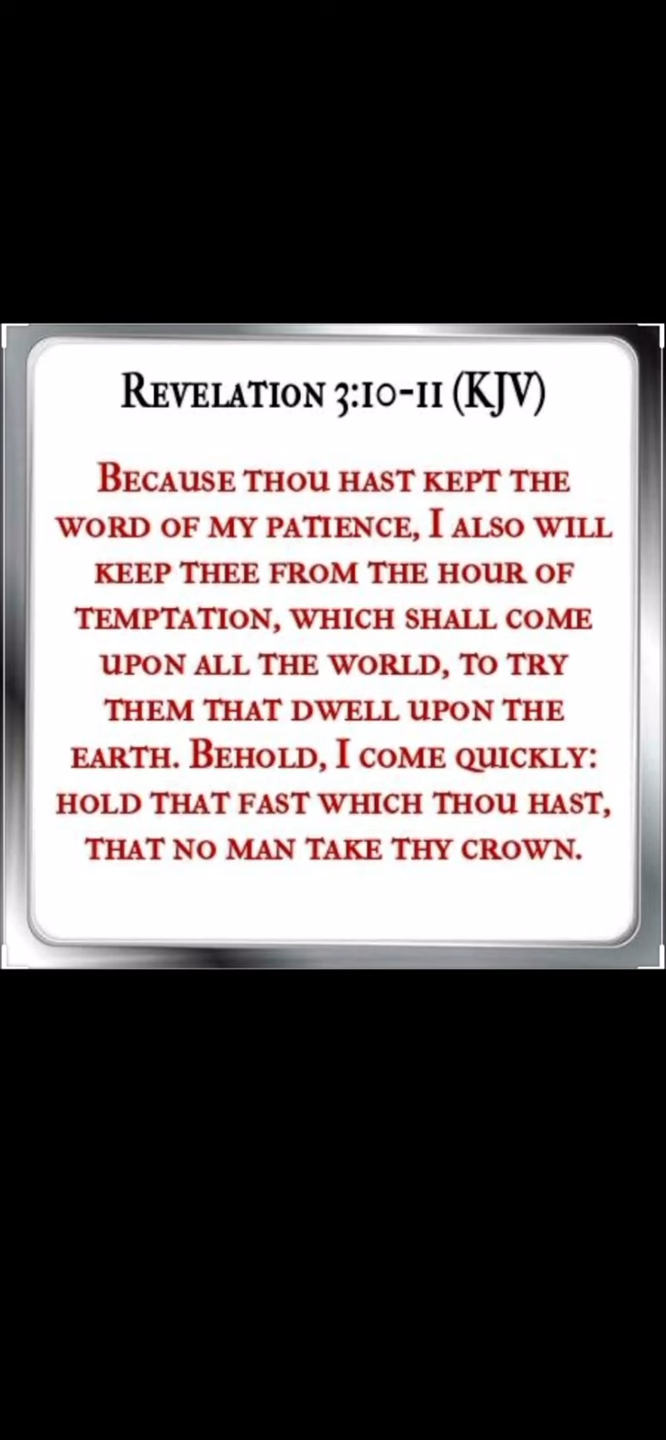 Revelation 3:10-11 (KJV)
Because thou hast kept the
word of my patience, I also will
keep thee from the hour of
temptation, which shall come
upon all the world, to try
them that dwell upon the
earth. Behold, I come quickly:
hold that fast which thou hast,
that no man take thy crown.